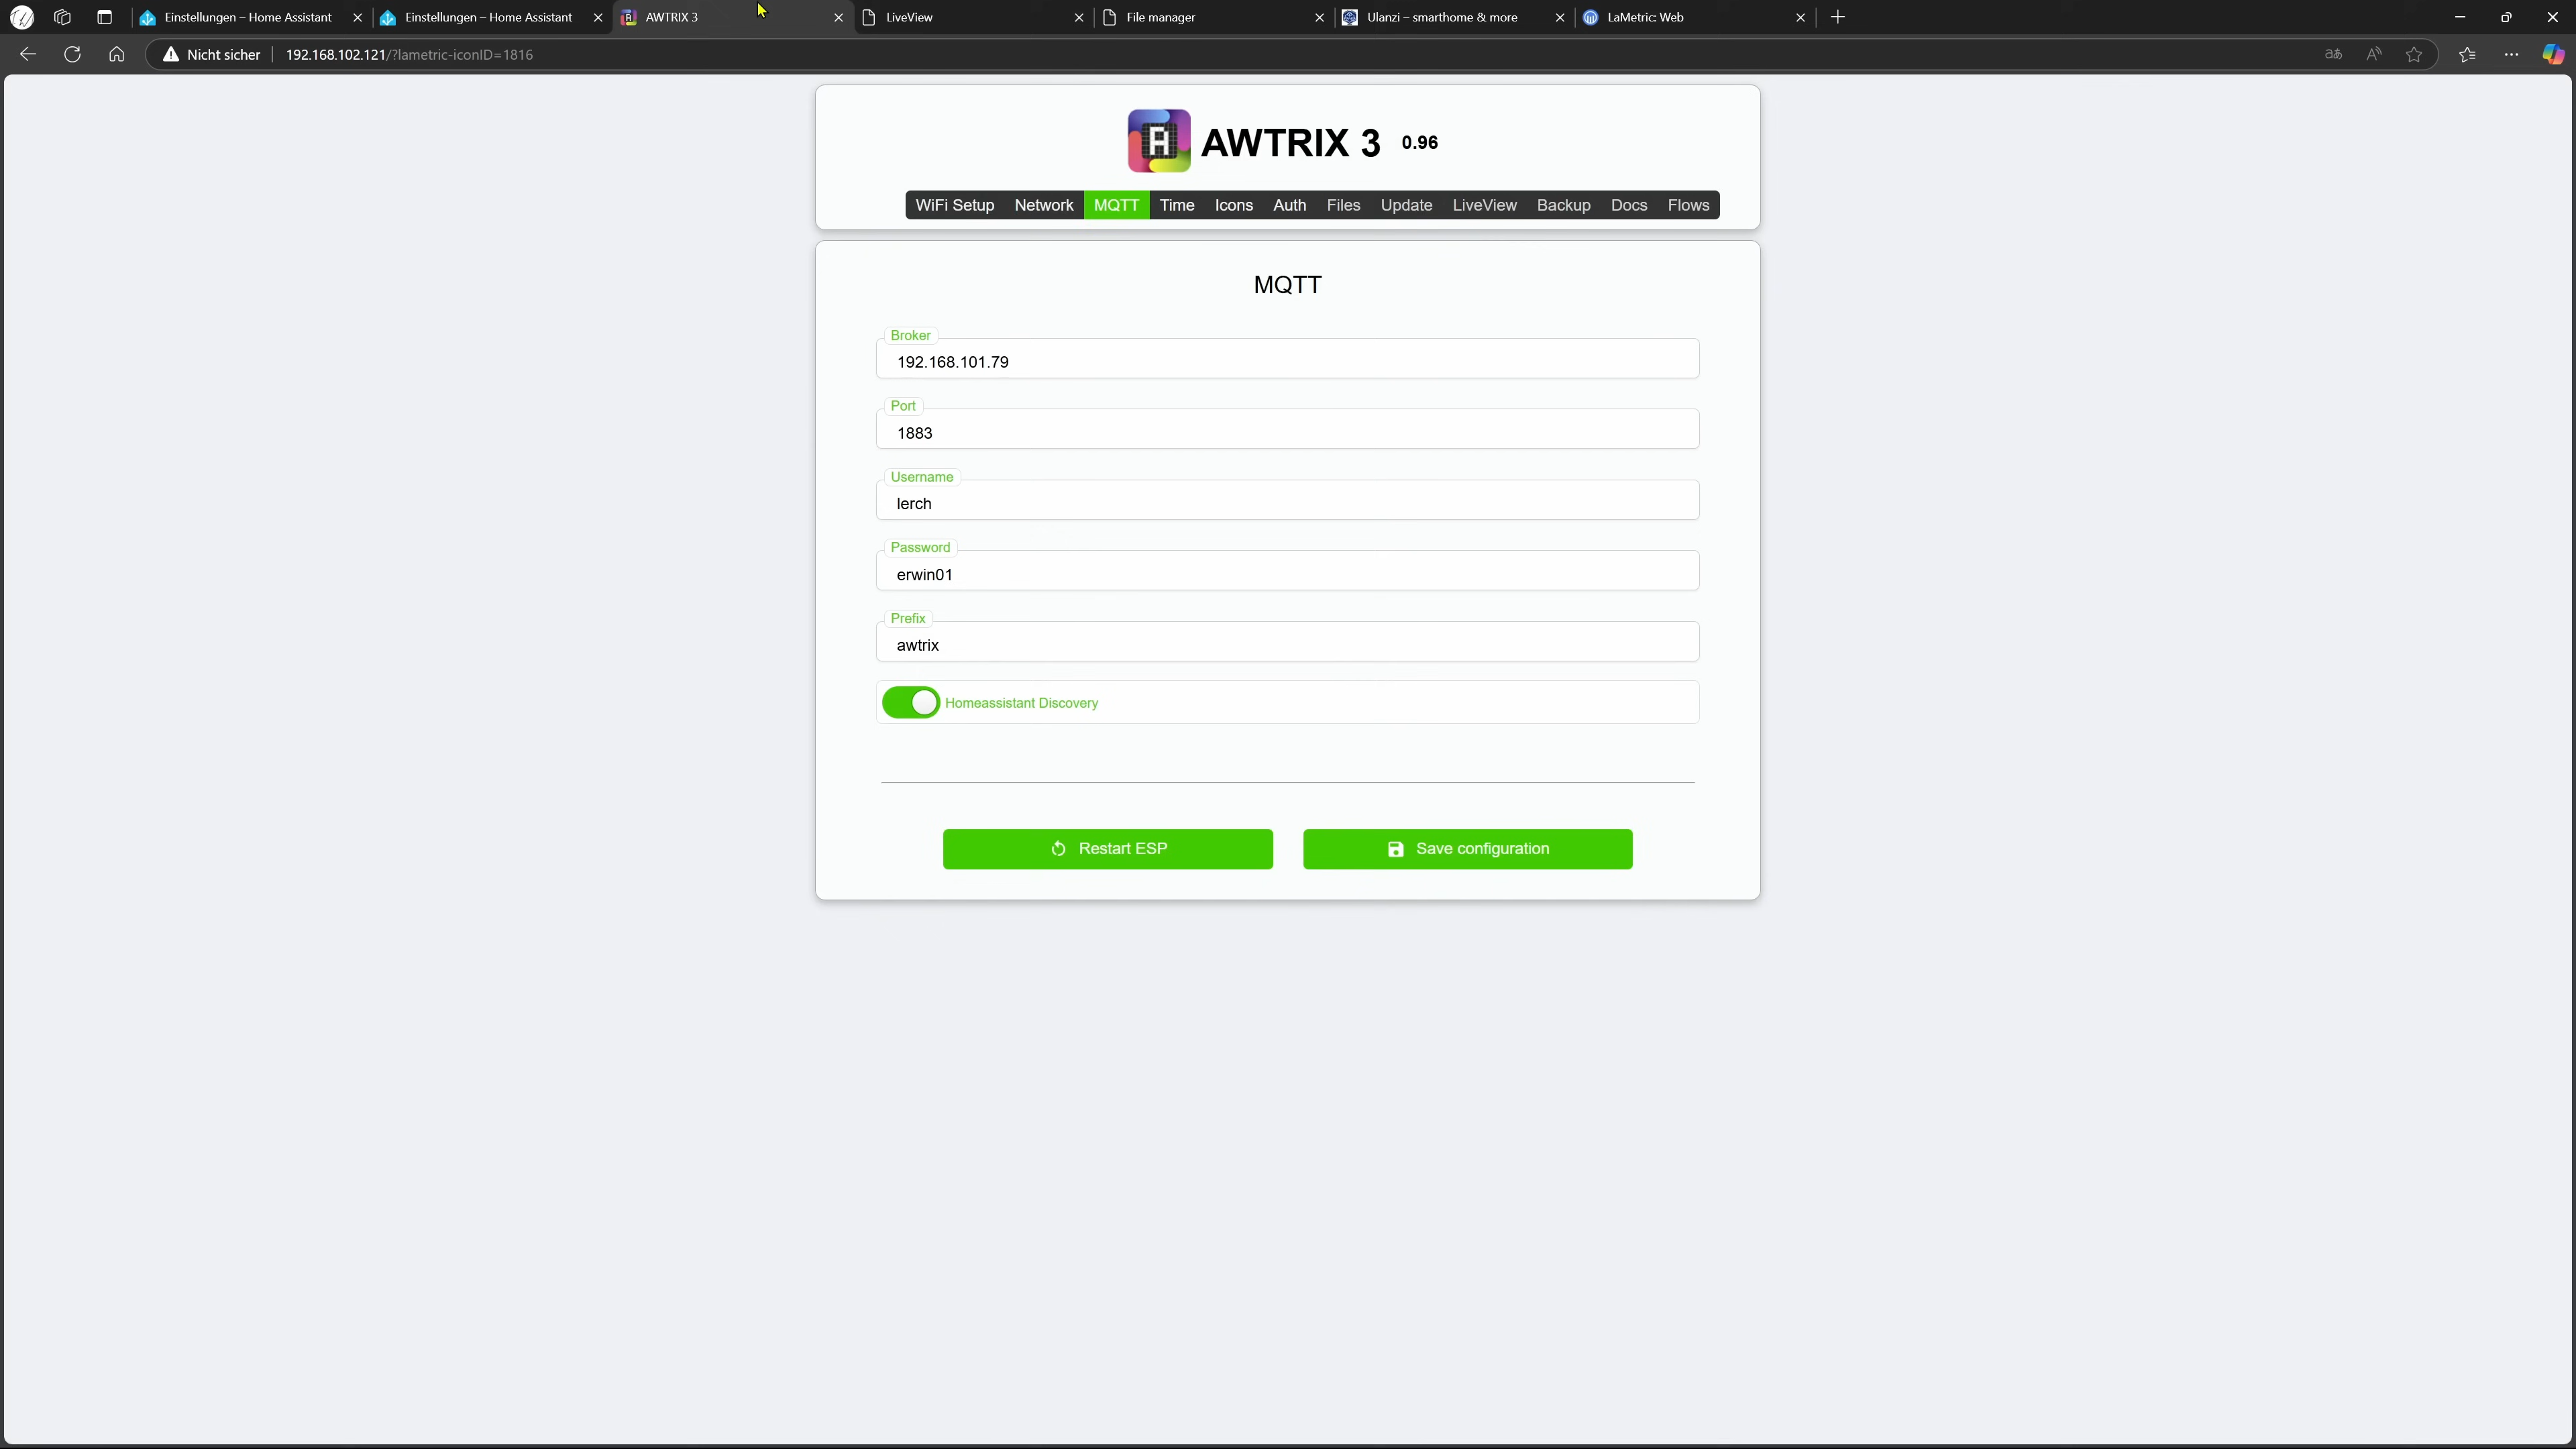 Einstellungen – Home Assistant
Einstellungen – Home Assistant
AWTRIX 3
LiveView
File manager
Ulanzi – smarthome & more
LaMetric: Web
Nicht sicher
192.168.102.121/?lametric-iconID=1816
AWTRIX 3 0.96
WiFi Setup Network MQTT Time Icons Auth Files Update LiveView Backup Docs Flows
MQTT
Broker
192.168.101.79
Port
1883
Username
lerch
Password
erwin01
Prefix
awtrix
Homeassistant Discovery
Restart ESP
Save configuration